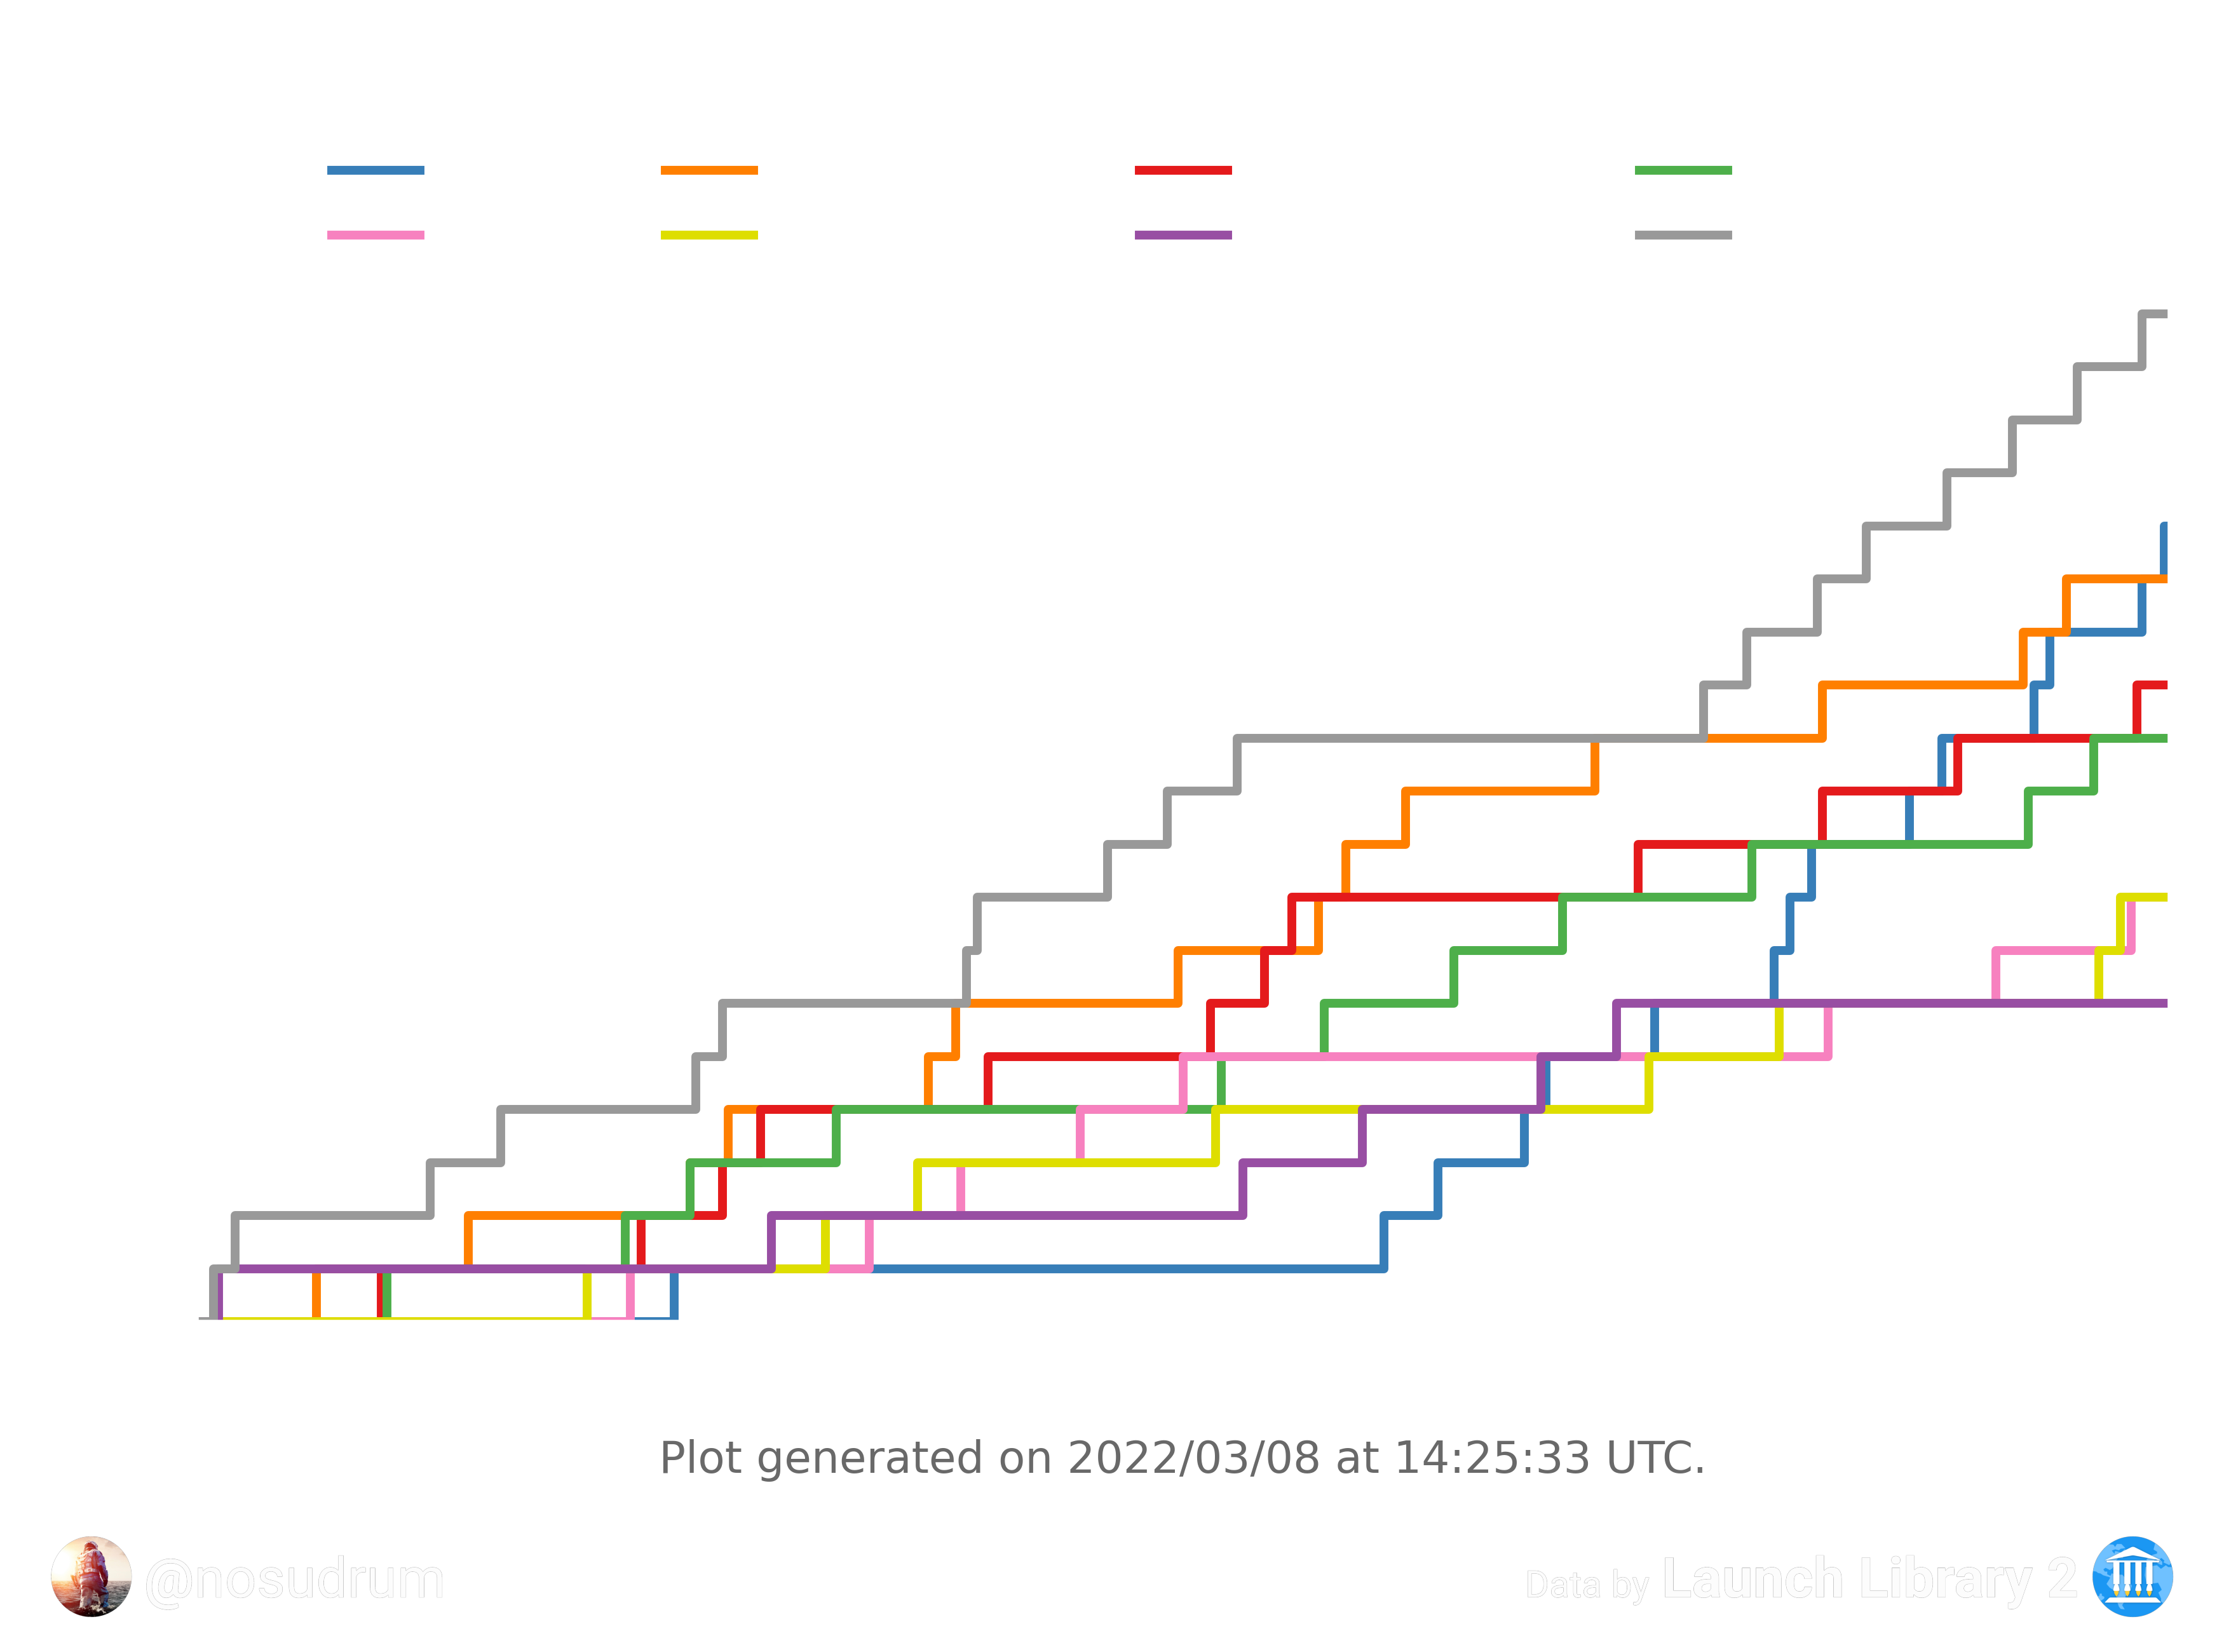 Plot generated on 2022/03/08 at 14:25:33 UTC.
@nosudrum
Data by Launch Library 2